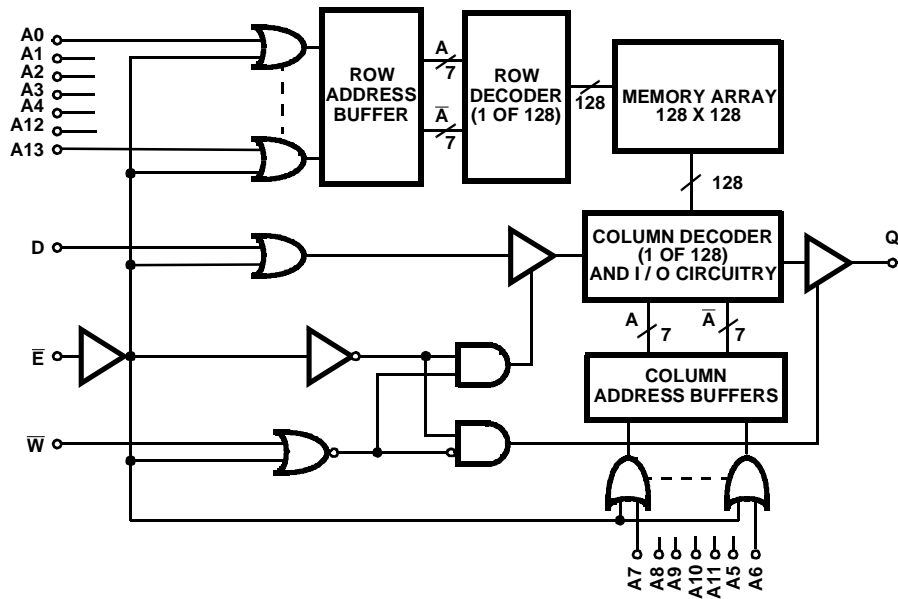 A0
A1
A2
A3
A4
A12
A13
ROW
ADDRESS
BUFFER
A
7
A̅
7
ROW
DECODER
(1 OF 128)
128
MEMORY ARRAY
128 X 128
128
D
COLUMN DECODER
(1 OF 128)
AND I / O CIRCUITRY
Q
A
7
A̅
7
E̅
COLUMN
ADDRESS BUFFERS
W̅
A7
A8
A9
A10
A11
A5
A6